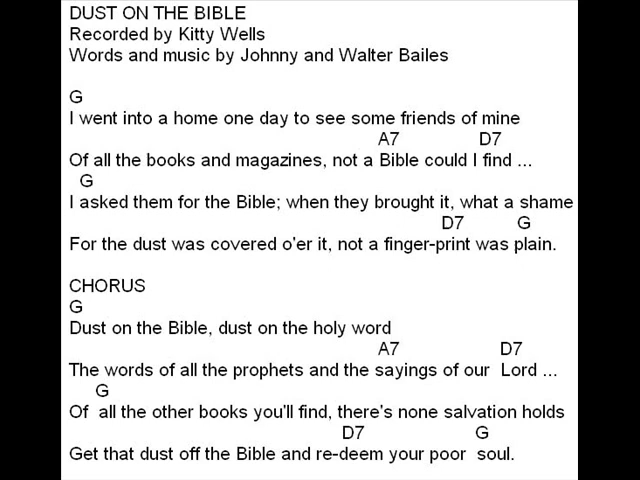 DUST ON THE BIBLE
Recorded by Kitty Wells
Words and music by Johnny and Walter Bailes
G
I went into a home one day to see some friends of mine
A7 D7
Of all the books and magazines, not a Bible could I find ...
G
I asked them for the Bible; when they brought it, what a shame
D7 G
For the dust was covered o'er it, not a finger-print was plain.
CHORUS
G
Dust on the Bible, dust on the holy word
A7 D7
The words of all the prophets and the sayings of our Lord ...
G
Of all the other books you'll find, there's none salvation holds
D7 G
Get that dust off the Bible and re-deem your poor soul.